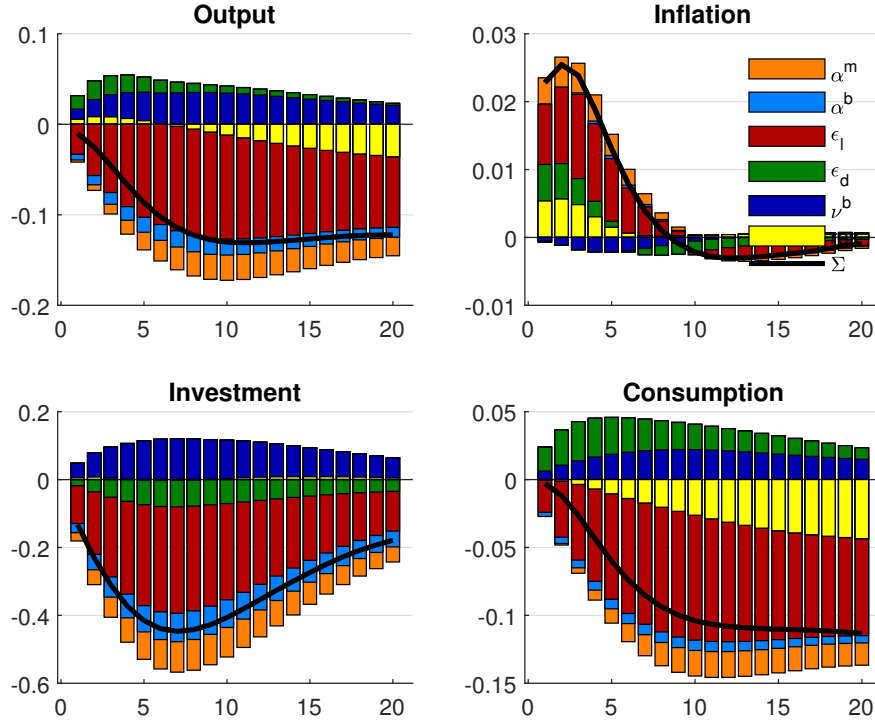 Output
0.1
0
-0.1
-0.2
0 5 10 15 20
Inflation
0.03
0.02
0.01
0
-0.01
0 5 10 15 20
α^m
α^b
ϵ_l
ϵ_d
ν^b
Σ
Investment
0.2
0
-0.2
-0.4
-0.6
0 5 10 15 20
Consumption
0.05
0
-0.05
-0.1
-0.15
0 5 10 15 20